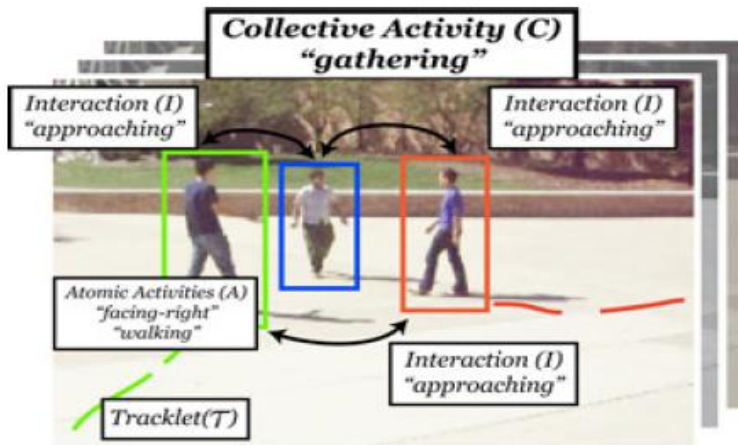 Collective Activity (C)
"gathering"
Interaction (I)
"approaching"
Interaction (I)
"approaching"
Atomic Activities (A)
"facing-right"
"walking"
Interaction (I)
"approaching"
Tracklet(T)